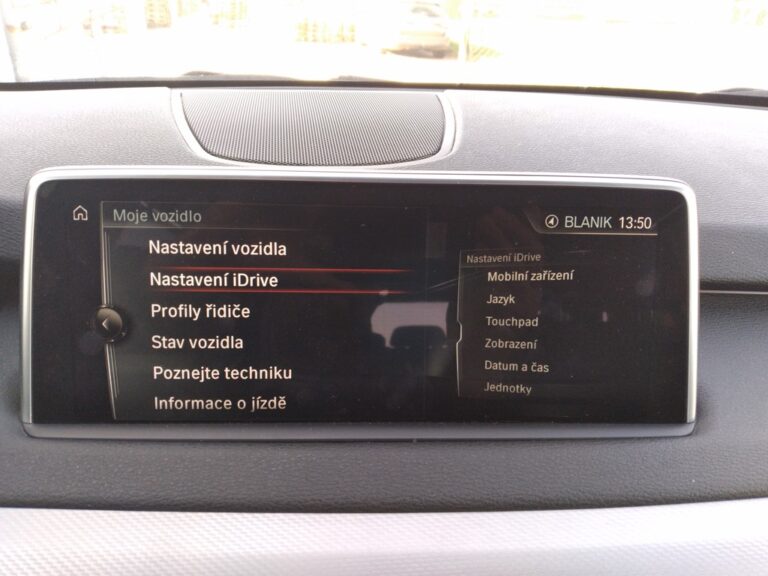 Moje vozidlo
BLANIK 13:50
Nastavení vozidla
Nastavení iDrive
Profily řidiče
Stav vozidla
Poznejte techniku
Informace o jízdě
Nastavení iDrive
Mobilní zařízení
Jazyk
Touchpad
Zobrazení
Datum a čas
Jednotky